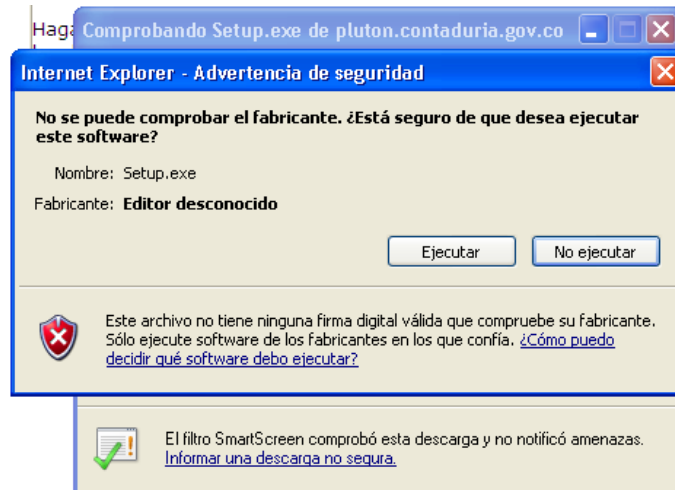 Haga
Comprobando Setup.exe de pluton.contaduria.gov.co
Internet Explorer - Advertencia de seguridad
No se puede comprobar el fabricante. ¿Está seguro de que desea ejecutar
este software?
Nombre: Setup.exe
Fabricante: Editor desconocido
Ejecutar No ejecutar
Este archivo no tiene ninguna firma digital válida que compruebe su fabricante.
Sólo ejecute software de los fabricantes en los que confía. ¿Cómo puedo
decidir qué software debo ejecutar?
El filtro SmartScreen comprobó esta descarga y no notificó amenazas.
Informar una descarga no segura.